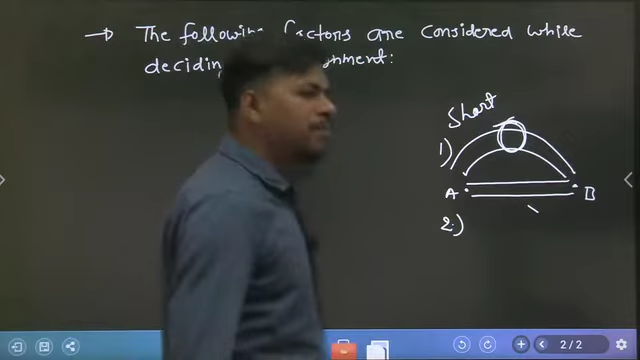 → The following factors are considered while
deciding
Short
1)
A B
2.)
2/2